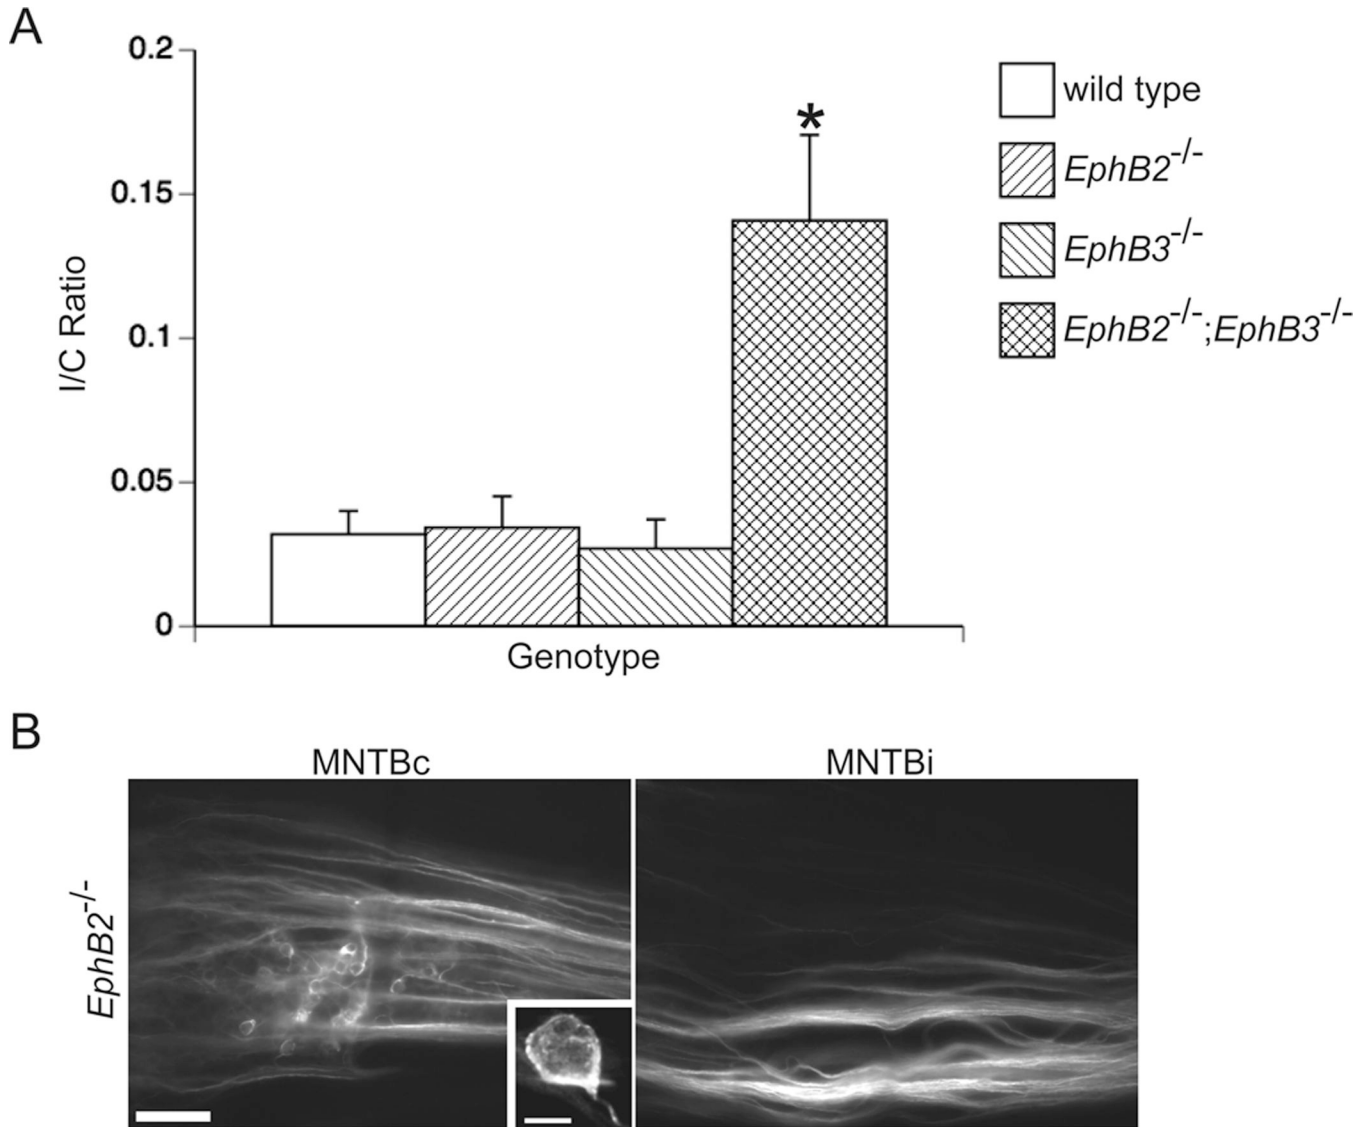 A
0.2
0.15
0.1
0.05
0
I/C Ratio
Genotype
*
wild type
EphB2-/-
EphB3-/-
EphB2-/-;EphB3-/-
B
MNTBc
MNTBi
EphB2-/-